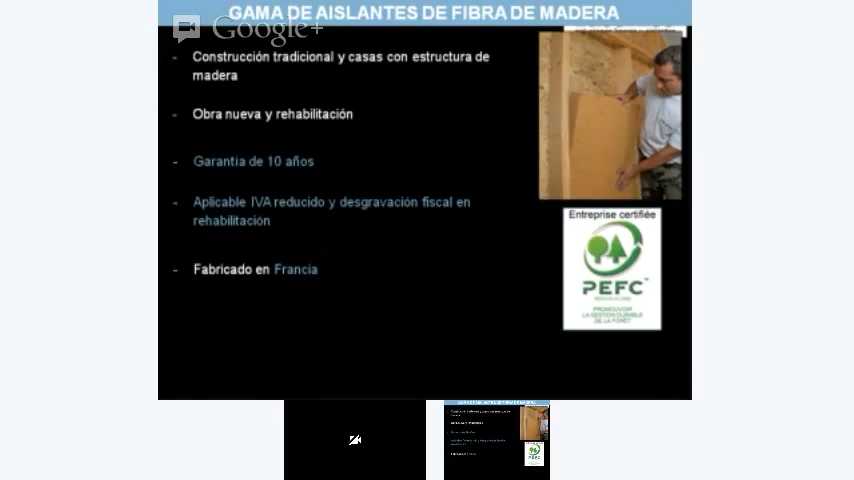 GAMA DE AISLANTES DE FIBRA DE MADERA
Google+
- Construcción tradicional y casas con estructura de
madera
- Obra nueva y rehabilitación
- Garantía de 10 años
- Aplicable IVA reducido y desgravación fiscal en
rehabilitación
- Fabricado en Francia
Entreprise certifiée
PEFC
PROMOUVOIR
LA GESTION DURABLE
DE LA FORÊT